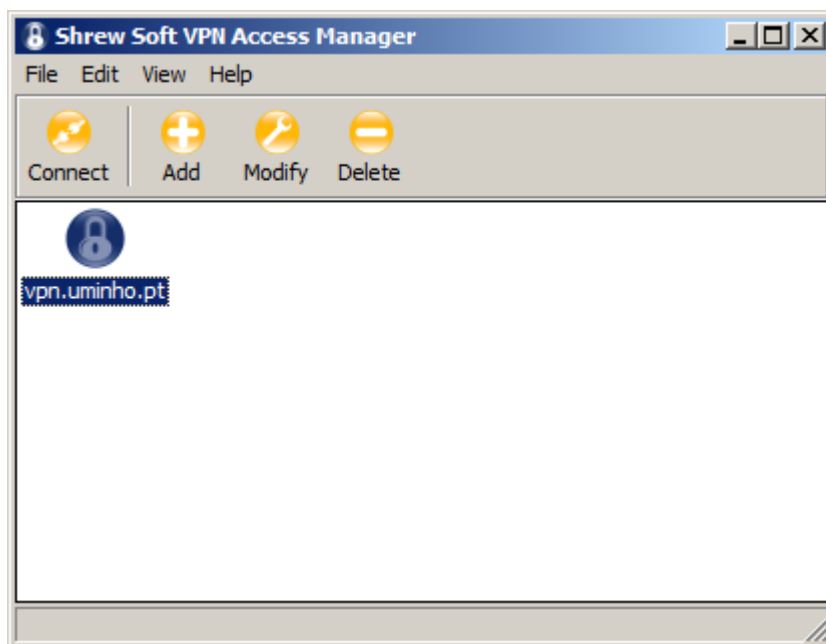 Shrew Soft VPN Access Manager
File Edit View Help
Connect Add Modify Delete
vpn.uminho.pt